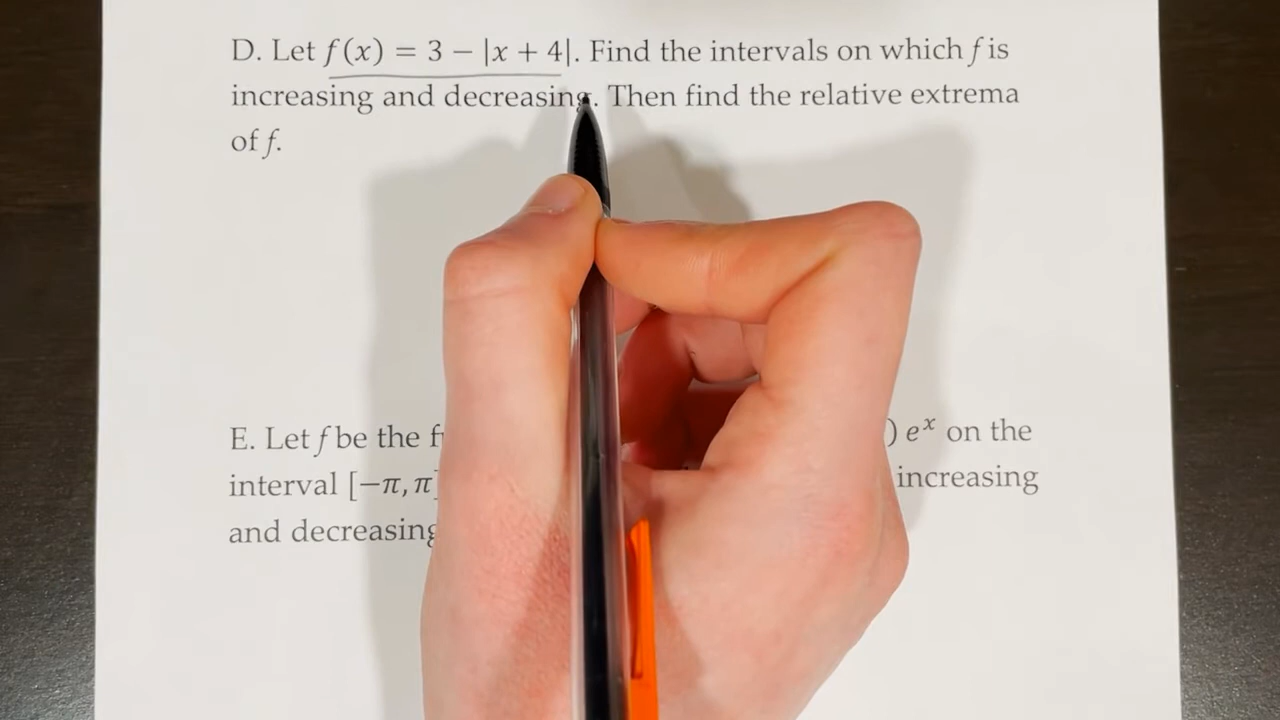 D. Let f(x) = 3 − |x + 4|. Find the intervals on which f is
increasing and decreasing. Then find the relative extrema
of f.
E. Let f be the ) eˣ on the
interval [−π, π] increasing
and decreasing